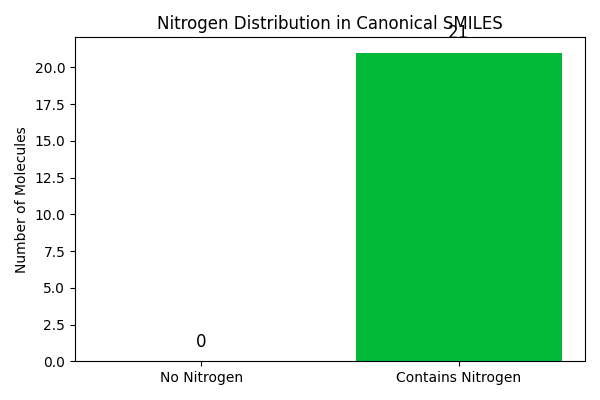 Nitrogen Distribution in Canonical SMILES
21
20.0
17.5
15.0
12.5
10.0
7.5
5.0
2.5
0.0
Number of Molecules
0
No Nitrogen
Contains Nitrogen